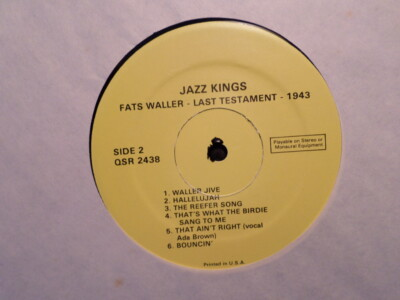 JAZZ KINGS
FATS WALLER - LAST TESTAMENT - 1943
SIDE 2
QSR 2438
Playable on Stereo or
Monaural Equipment
1. WALLER JIVE
2. HALLELUJAH
3. THE REEFER SONG
4. THAT'S WHAT THE BIRDIE
SANG TO ME
5. THAT AIN'T RIGHT (vocal
Ada Brown)
6. BOUNCIN'
Printed in U.S.A.